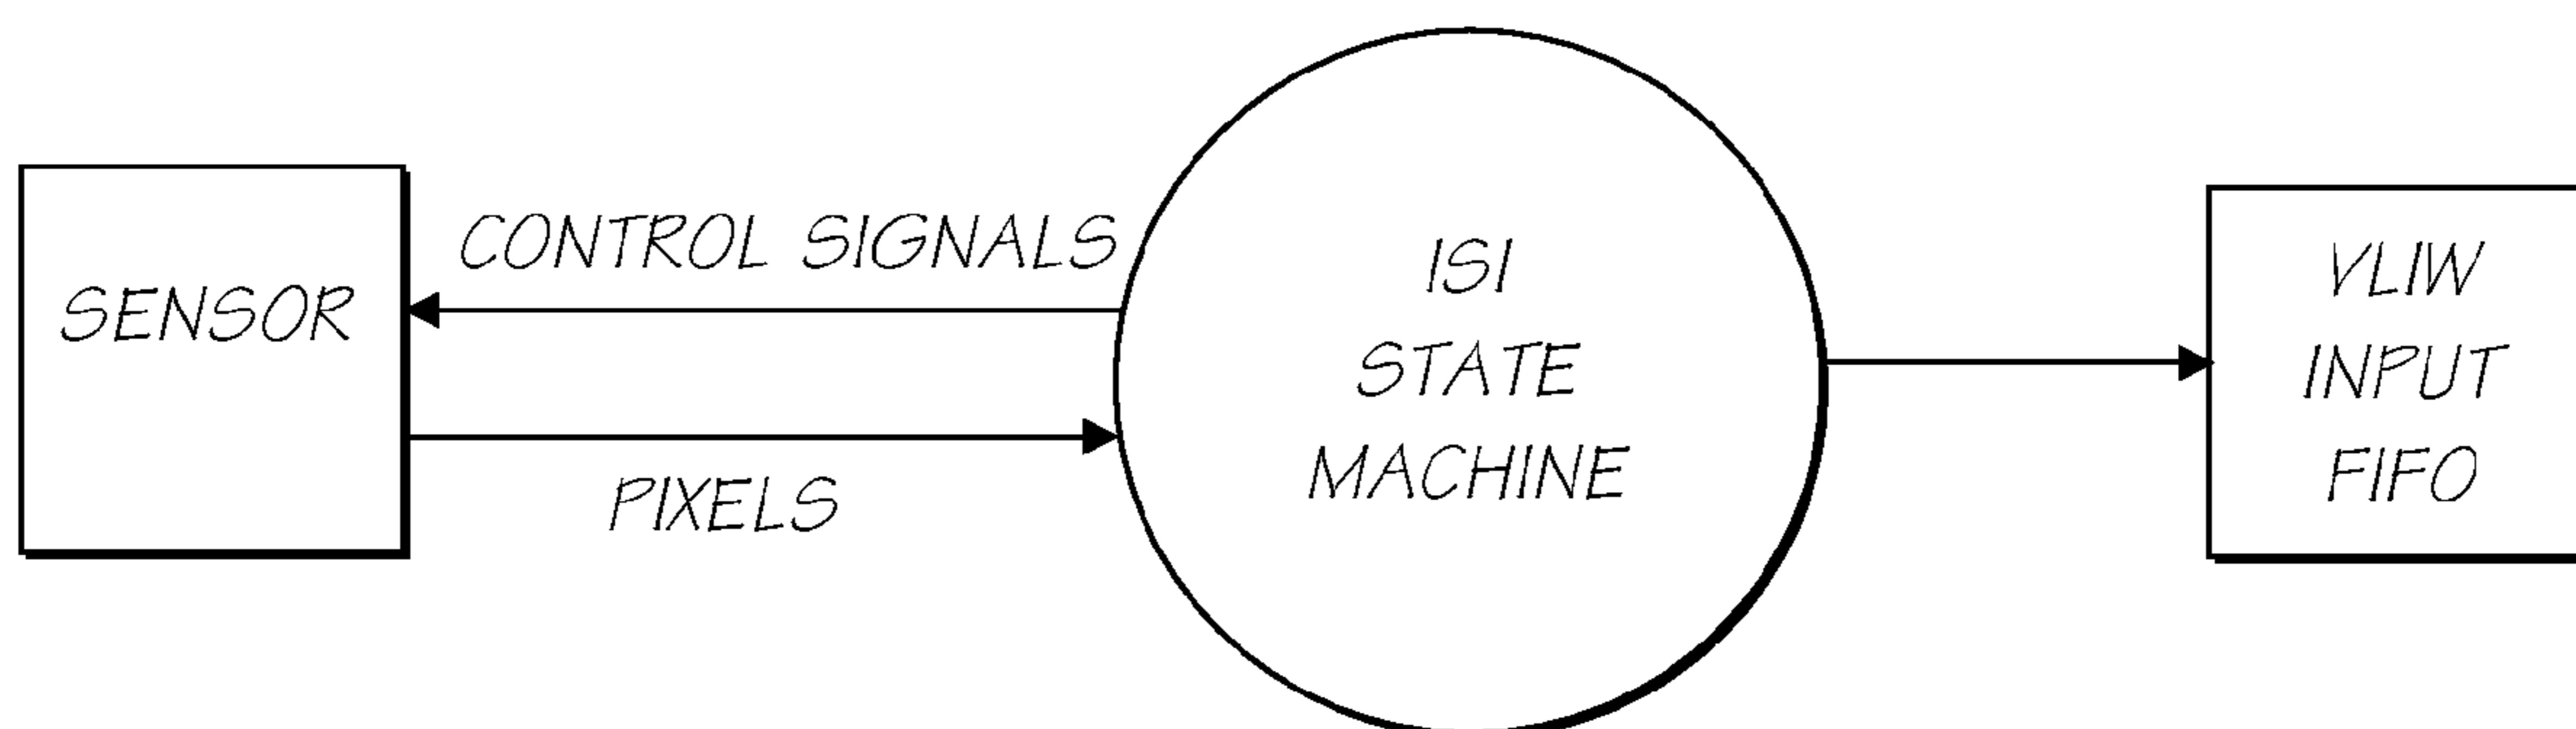 SENSOR
CONTROL SIGNALS
PIXELS
ISI
STATE
MACHINE
VLIW
INPUT
FIFO